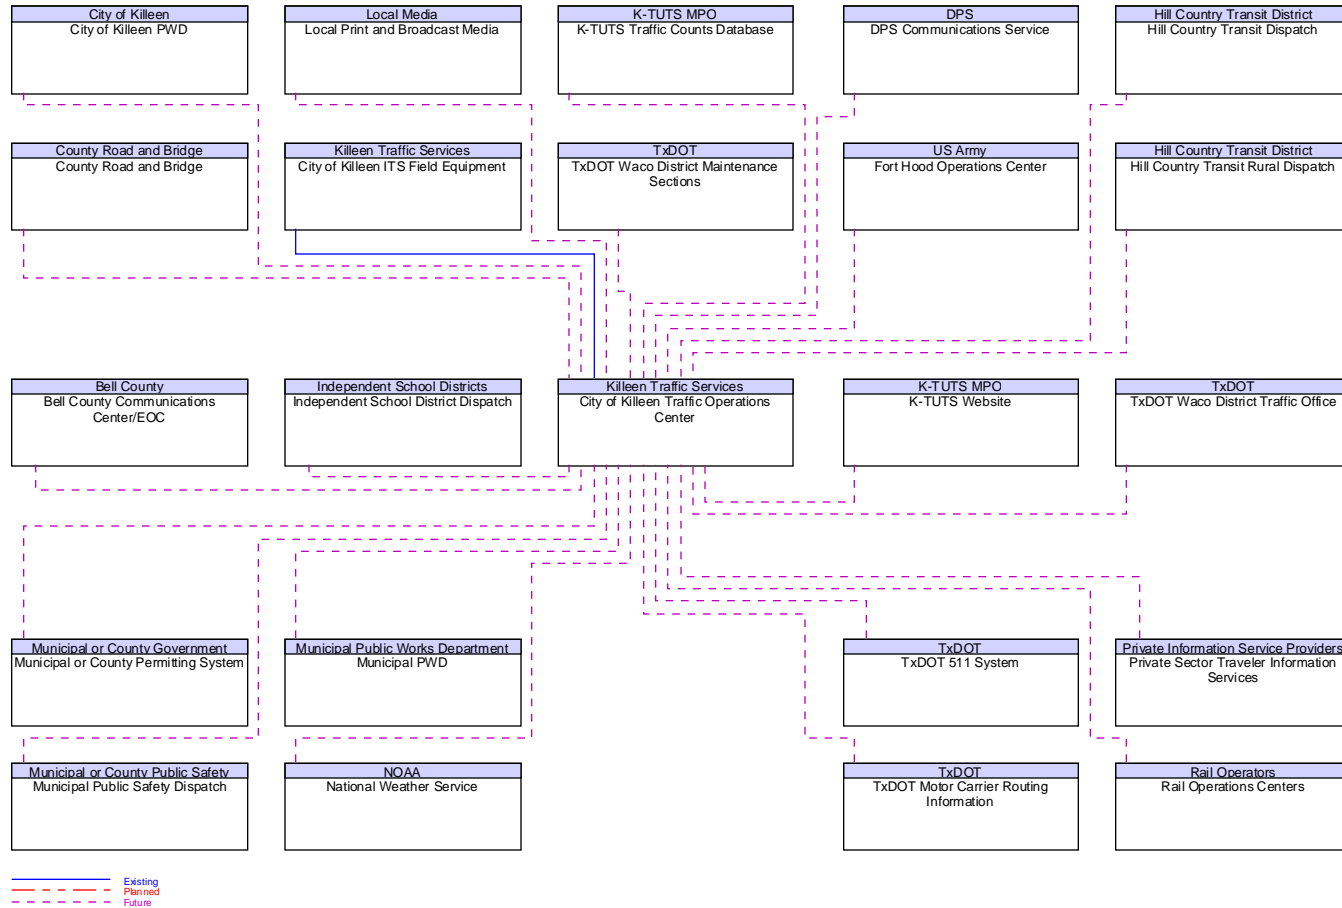 City of Killeen
City of Killeen PWD
Local Media
Local Print and Broadcast Media
K-TUTS MPO
K-TUTS Traffic Counts Database
DPS
DPS Communications Service
Hill Country Transit District
Hill Country Transit Dispatch
County Road and Bridge
County Road and Bridge
Killeen Traffic Services
City of Killeen ITS Field Equipment
TxDOT
TxDOT Waco District Maintenance
Sections
US Army
Fort Hood Operations Center
Hill Country Transit District
Hill Country Transit Rural Dispatch
Bell County
Bell County Communications
Center/EOC
Independent School Districts
Independent School District Dispatch
Killeen Traffic Services
City of Killeen Traffic Operations
Center
K-TUTS MPO
K-TUTS Website
TxDOT
TxDOT Waco District Traffic Office
Municipal or County Government
Municipal or County Permitting System
Municipal Public Works Department
Municipal PWD
TxDOT
TxDOT 511 System
Private Information Service Providers
Private Sector Traveler Information
Services
Municipal or County Public Safety
Municipal Public Safety Dispatch
NOAA
National Weather Service
TxDOT
TxDOT Motor Carrier Routing
Information
Rail Operators
Rail Operations Centers
Existing
Planned
Future